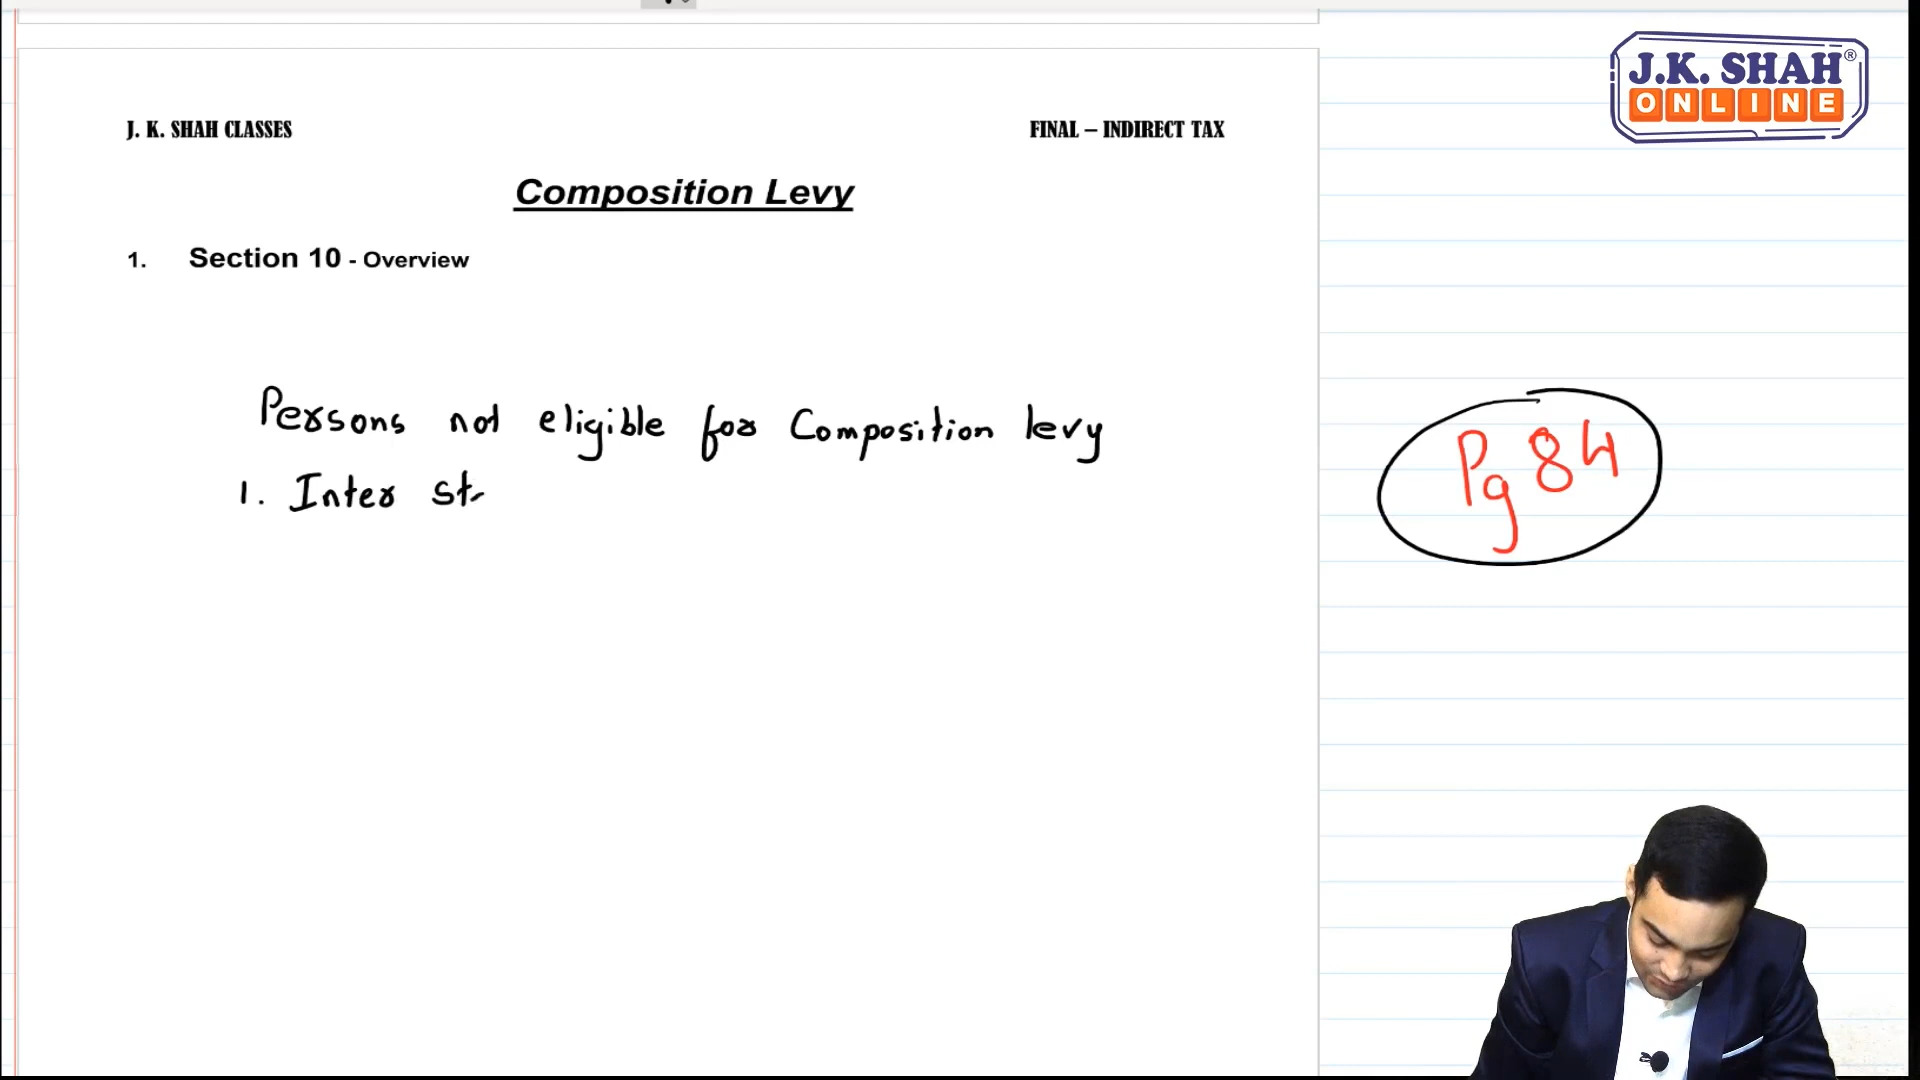 J.K. SHAH®
ONLINE
J. K. SHAH CLASSES
FINAL – INDIRECT TAX
Composition Levy
1. Section 10 - Overview
Persons not eligible for Composition levy
1. Inter st
Pg 84